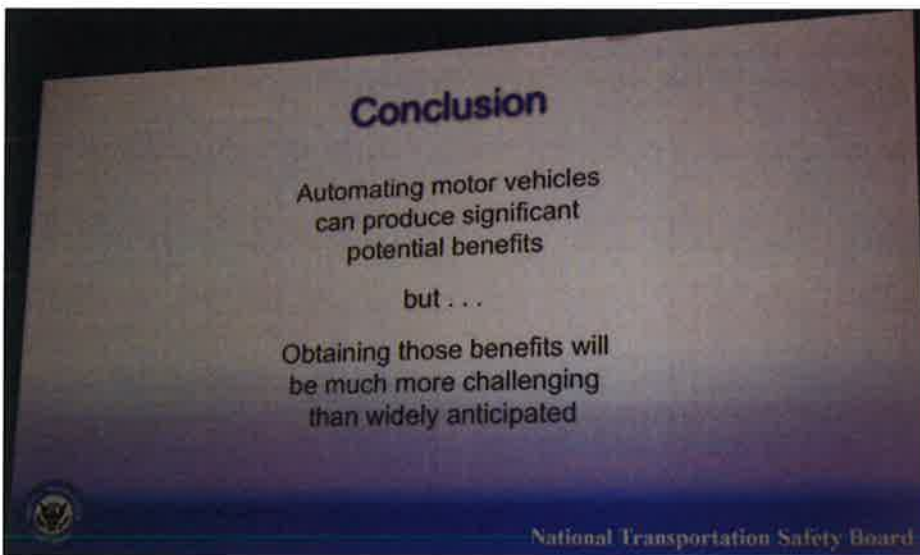 Conclusion
Automating motor vehicles
can produce significant
potential benefits
but . . .
Obtaining those benefits will
be much more challenging
than widely anticipated
National Transportation Safety Board